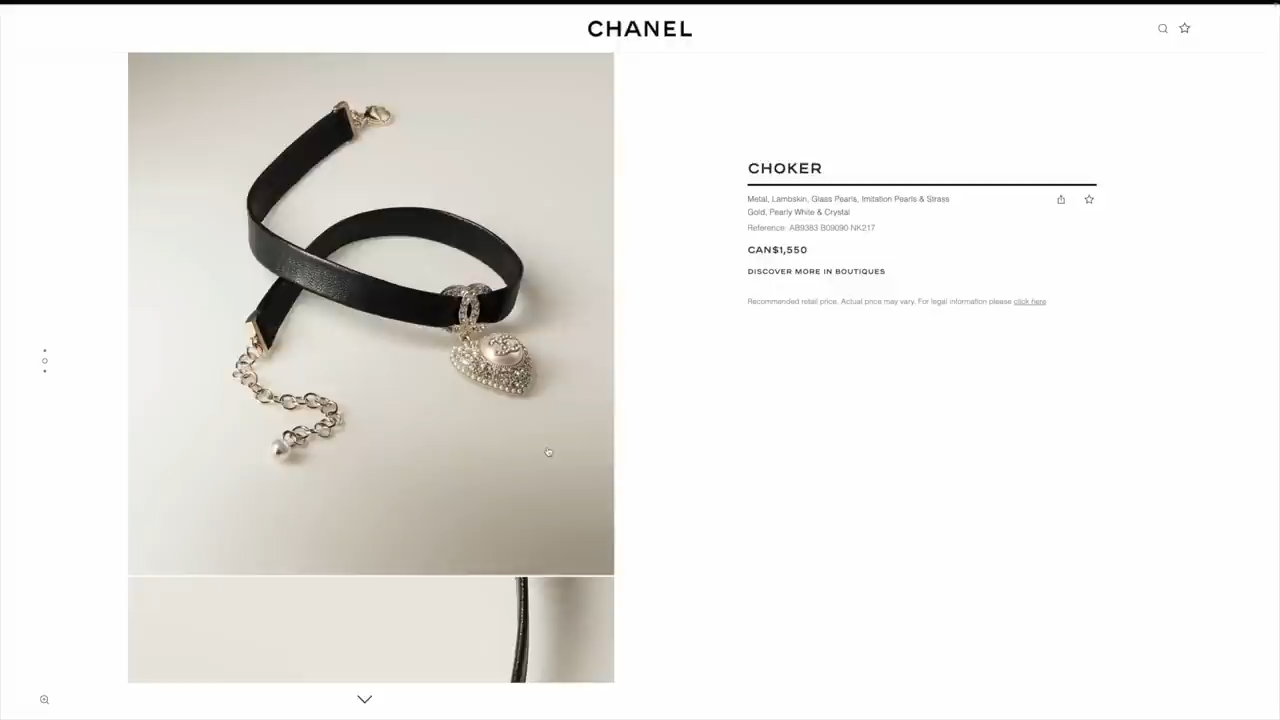 CHANEL
CHOKER
Metal, Lambskin, Glass Pearls, Imitation Pearls & Strass
Gold, Pearly White & Crystal
Reference: AB9383 B09090 NK217
CAN$1,550
DISCOVER MORE IN BOUTIQUES
Recommended retail price. Actual price may vary. For legal information please click here